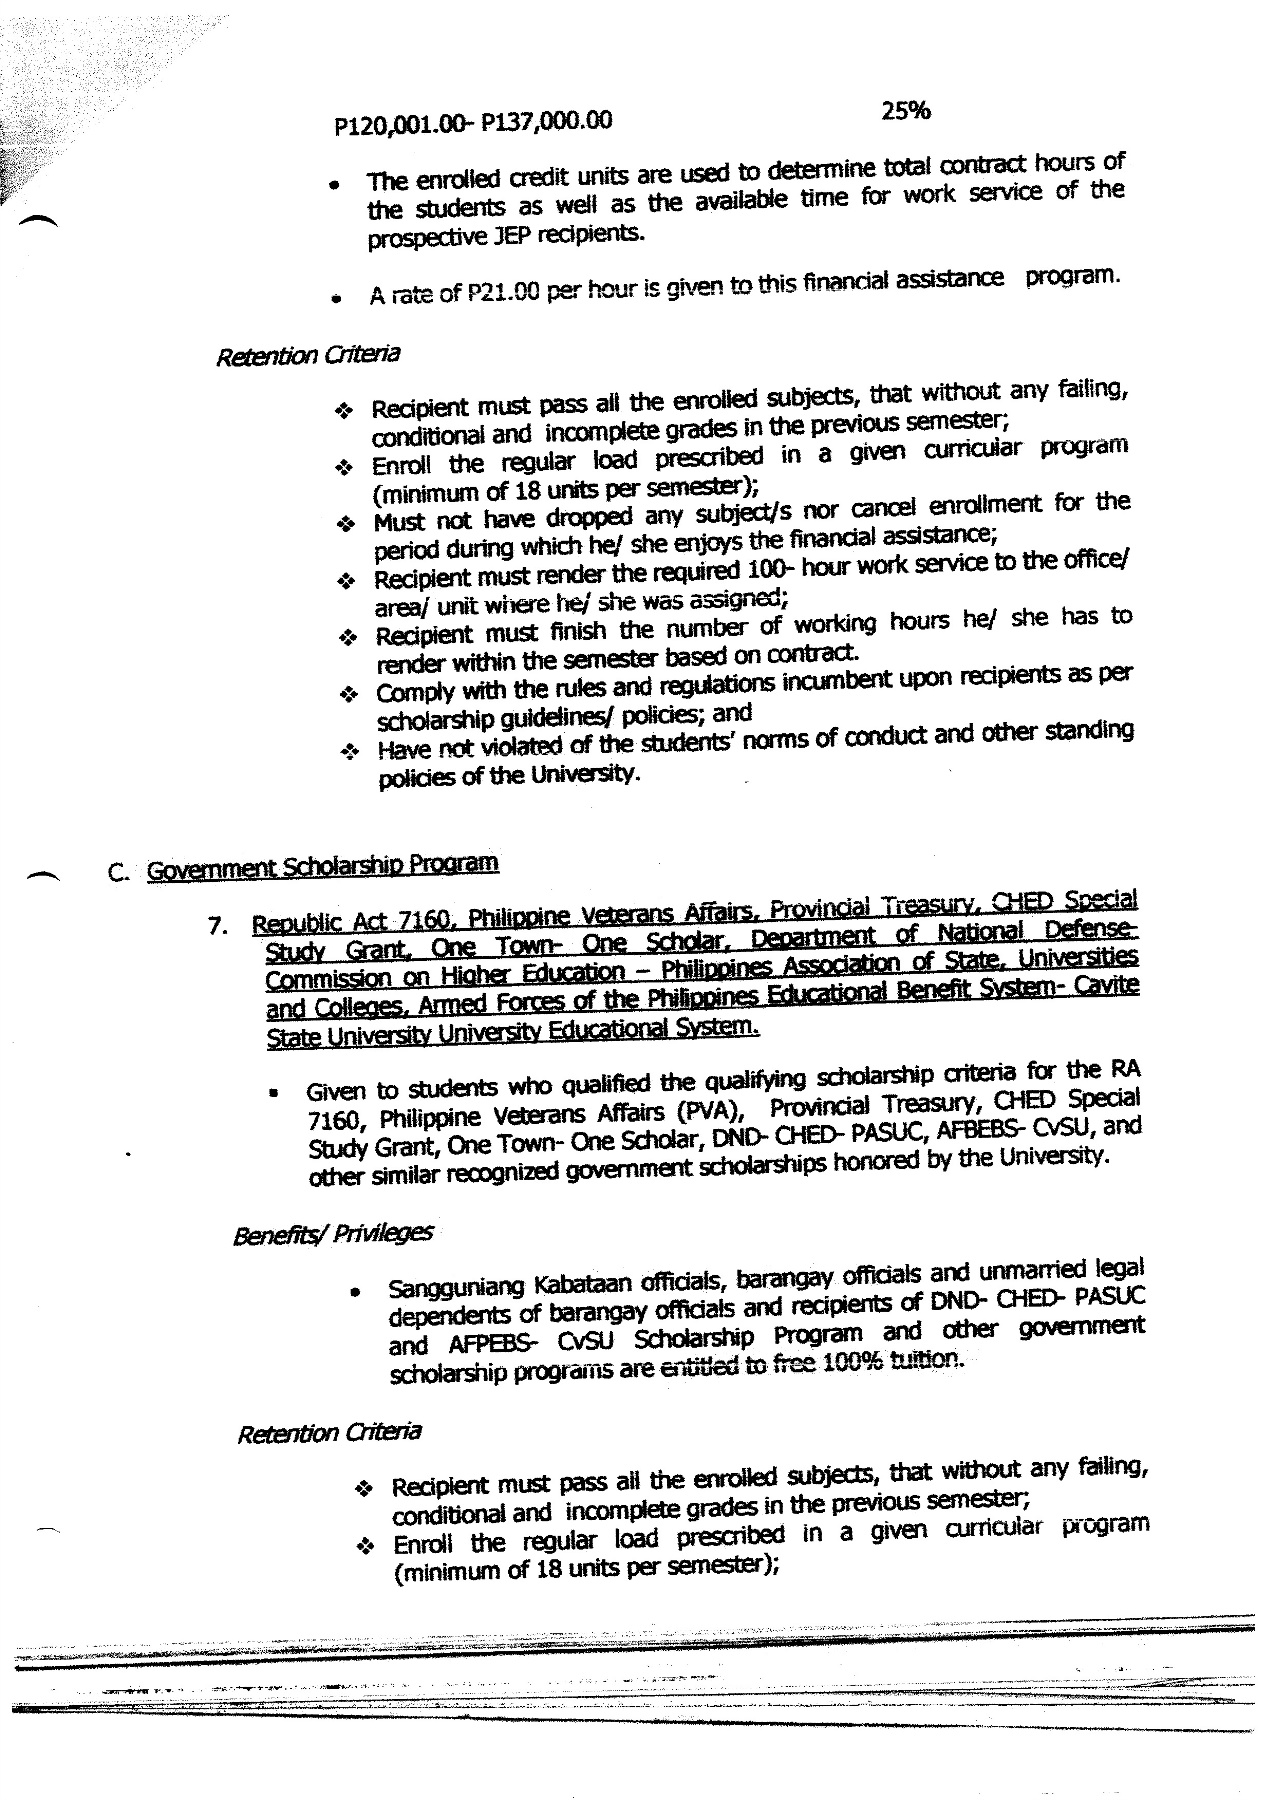 P120,001.00- P137,000.00 25%
• The enrolled credit units are used to determine total contract hours of
the students as well as the available time for work service of the
prospective JEP recipients.
• A rate of P21.00 per hour is given to this financial assistance program.
Retention Criteria
❖ Recipient must pass all the enrolled subjects, that without any failing,
conditional and incomplete grades in the previous semester;
❖ Enroll the regular load prescribed in a given curricular program
(minimum of 18 units per semester);
❖ Must not have dropped any subject/s nor cancel enrollment for the
period during which he/ she enjoys the financial assistance;
❖ Recipient must render the required 100- hour work service to the office/
area/ unit where he/ she was assigned;
❖ Recipient must finish the number of working hours he/ she has to
render within the semester based on contract.
❖ Comply with the rules and regulations incumbent upon recipients as per
scholarship guidelines/ policies; and
❖ Have not violated of the students' norms of conduct and other standing
policies of the University.
C. Government Scholarship Program
7. Republic Act 7160, Philippine Veterans Affairs, Provincial Treasury, CHED Special
Study Grant, One Town- One Scholar, Department of National Defense-
Commission on Higher Education – Philippines Association of State, Universities
and Colleges, Armed Forces of the Philippines Educational Benefit System- Cavite
State University University Educational System.
▪ Given to students who qualified the qualifying scholarship criteria for the RA
7160, Philippine Veterans Affairs (PVA), Provincial Treasury, CHED Special
Study Grant, One Town- One Scholar, DND- CHED- PASUC, AFBEBS- CvSU, and
other similar recognized government scholarships honored by the University.
Benefits/ Privileges
• Sangguniang Kabataan officials, barangay officials and unmarried legal
dependents of barangay officials and recipients of DND- CHED- PASUC
and AFPEBS- CvSU Scholarship Program and other government
scholarship programs are entitled to free 100% tuition.
Retention Criteria
❖ Recipient must pass all the enrolled subjects, that without any failing,
conditional and incomplete grades in the previous semester;
❖ Enroll the regular load prescribed in a given curricular program
(minimum of 18 units per semester);